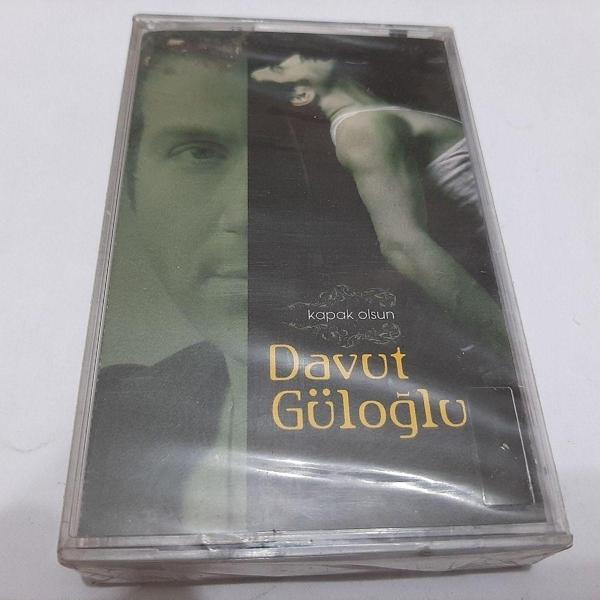 kapak olsun
Davut
Güloğlu